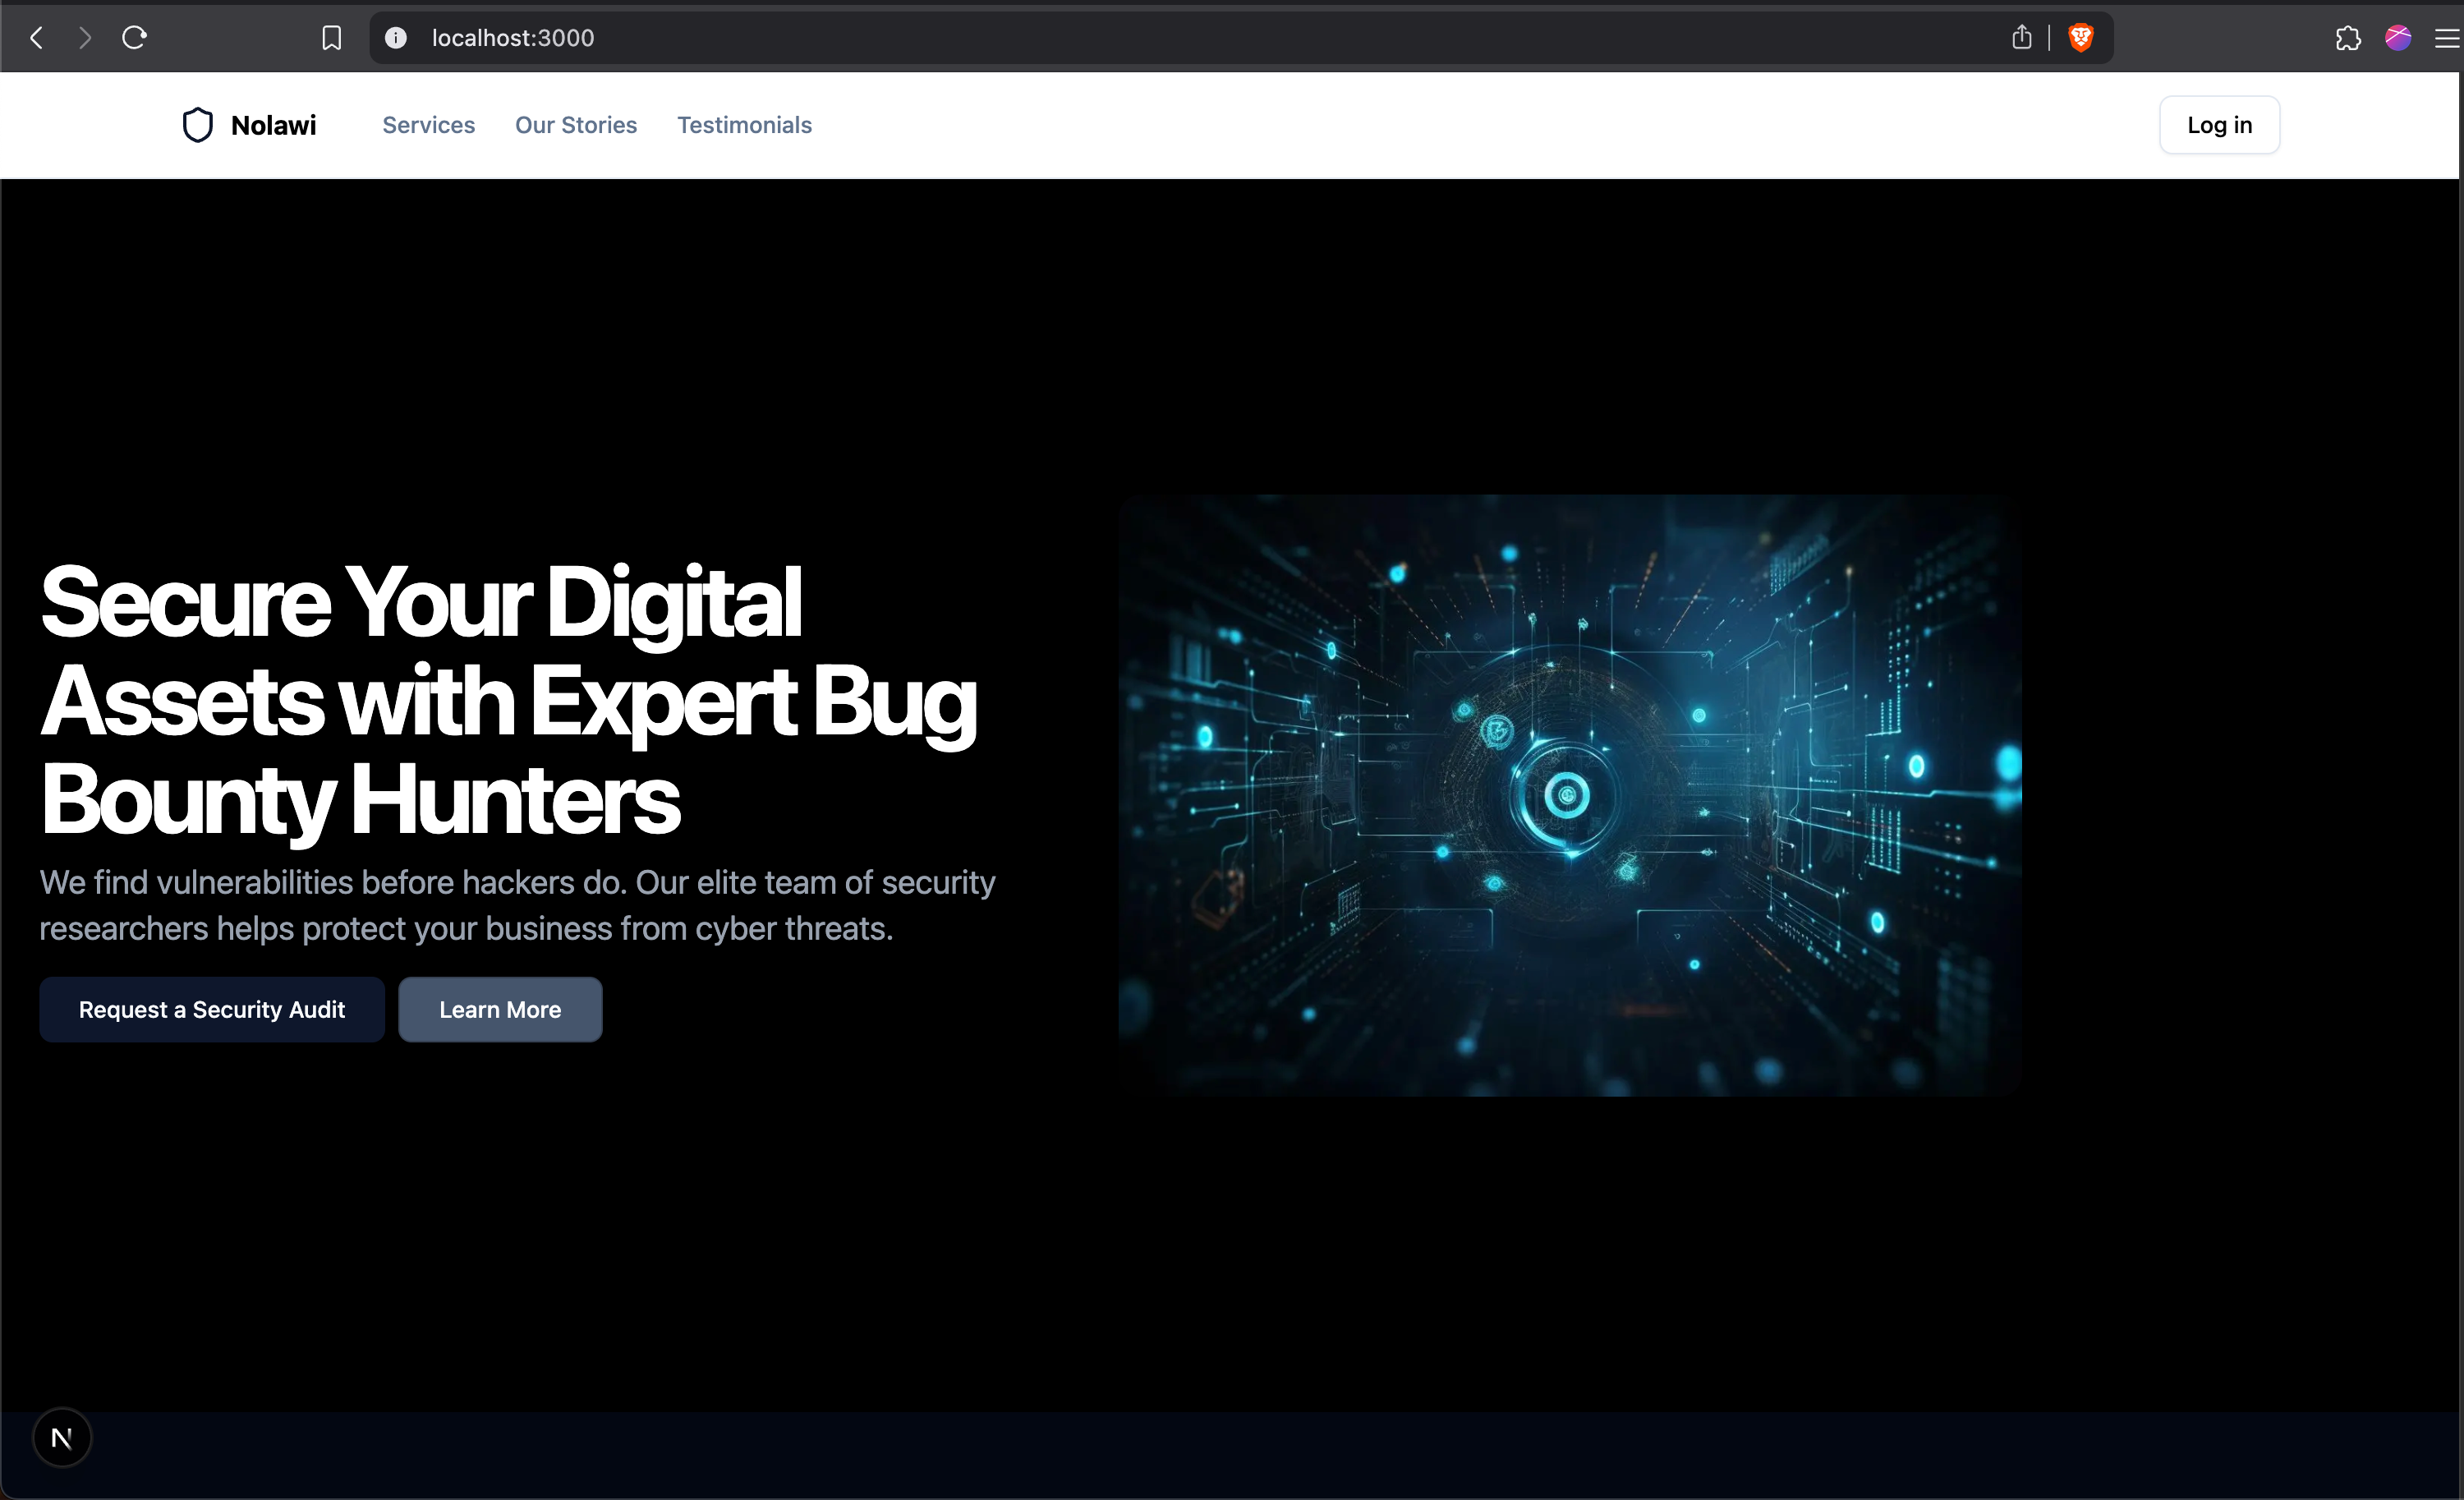 localhost:3000
Nolawi
Services
Our Stories
Testimonials
Log in
Secure Your Digital
Assets with Expert Bug
Bounty Hunters
We find vulnerabilities before hackers do. Our elite team of security
researchers helps protect your business from cyber threats.
Request a Security Audit
Learn More
N